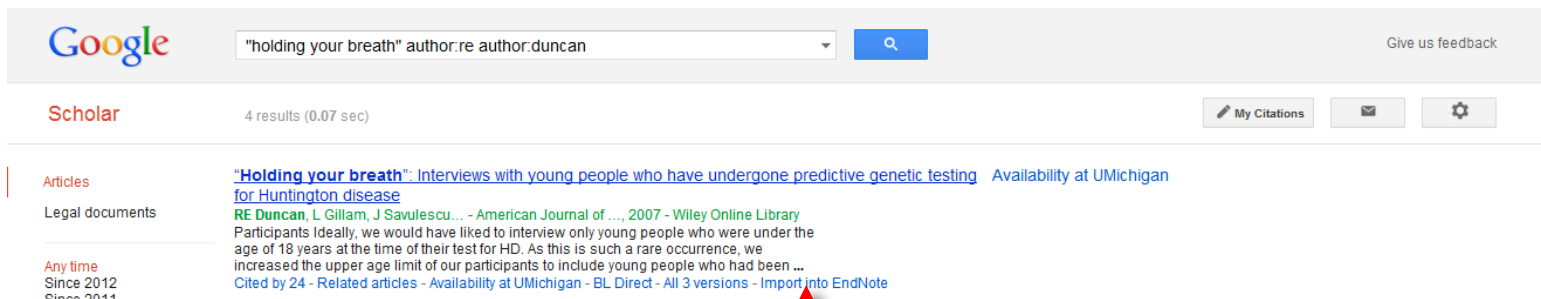 Google
"holding your breath" author:re author:duncan
Give us feedback
Scholar
4 results (0.07 sec)
My Citations
Articles
Legal documents
Any time
Since 2012
Since 2011
"Holding your breath": Interviews with young people who have undergone predictive genetic testing Availability at UMichigan
for Huntington disease
RE Duncan, L Gillam, J Savulescu... - American Journal of ..., 2007 - Wiley Online Library
Participants Ideally, we would have liked to interview only young people who were under the
age of 18 years at the time of their test for HD. As this is such a rare occurrence, we
increased the upper age limit of our participants to include young people who had been ...
Cited by 24 - Related articles - Availability at UMichigan - BL Direct - All 3 versions - Import into EndNote